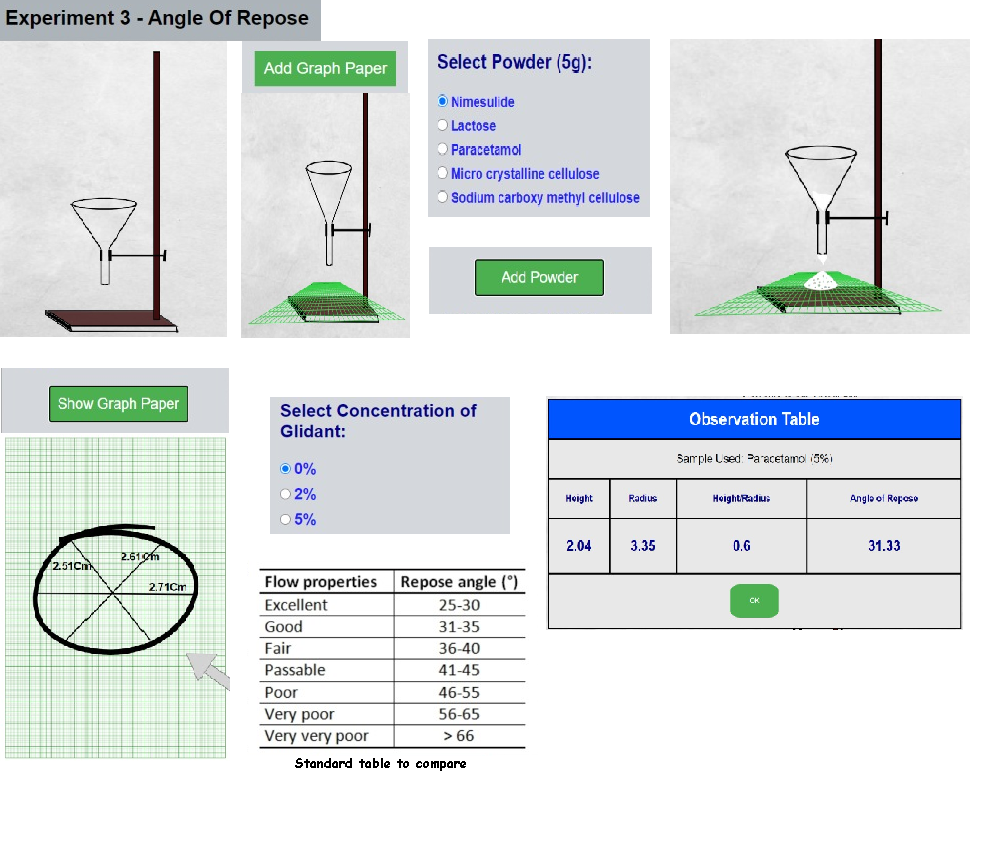 Experiment 3 - Angle Of Repose
Add Graph Paper
Select Powder (5g):
Nimesulide
Lactose
Paracetamol
Micro crystalline cellulose
Sodium carboxy methyl cellulose
Add Powder
Show Graph Paper
2.51Cm
2.61Cm
2.71Cm
Select Concentration of
Glidant:
0%
2%
5%
Flow properties Repose angle (°)
Excellent 25-30
Good 31-35
Fair 36-40
Passable 41-45
Poor 46-55
Very poor 56-65
Very very poor > 66
Standard table to compare
Observation Table
Sample Used: Paracetamol (5%)
Height Radius Height/Radius Angle of Repose
2.04 3.35 0.6 31.33
OK